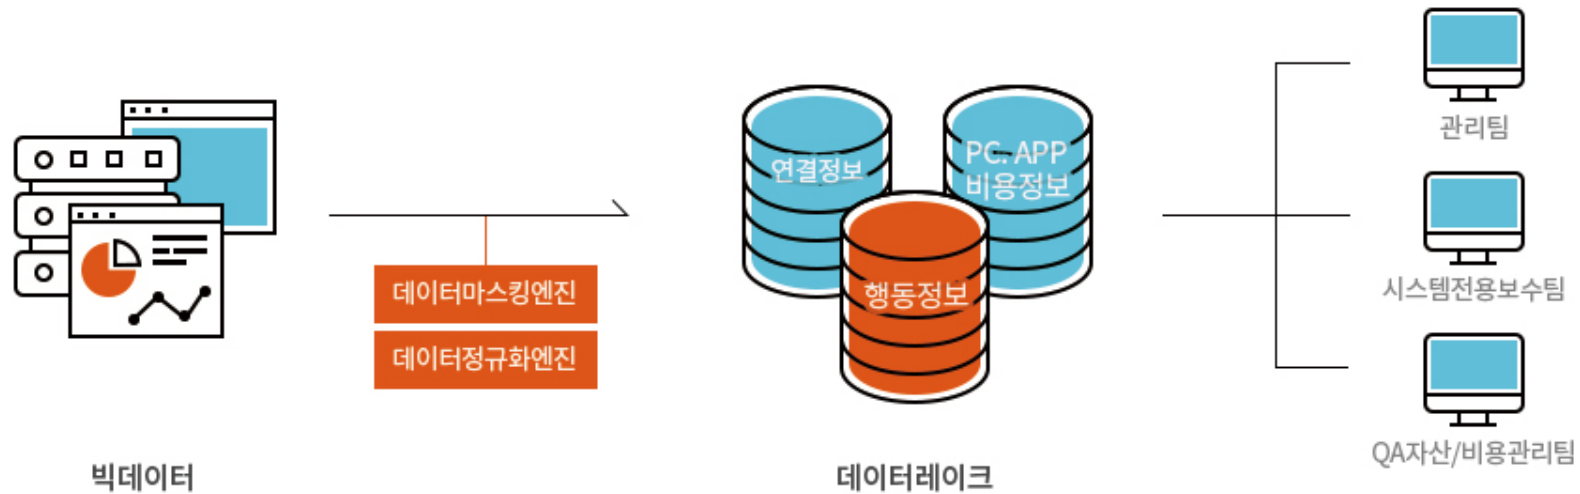 빅데이터
데이터마스킹엔진
데이터정규화엔진
연결정보
PC. APP
비용정보
행동정보
데이터레이크
관리팀
시스템전용보수팀
QA자산/비용관리팀